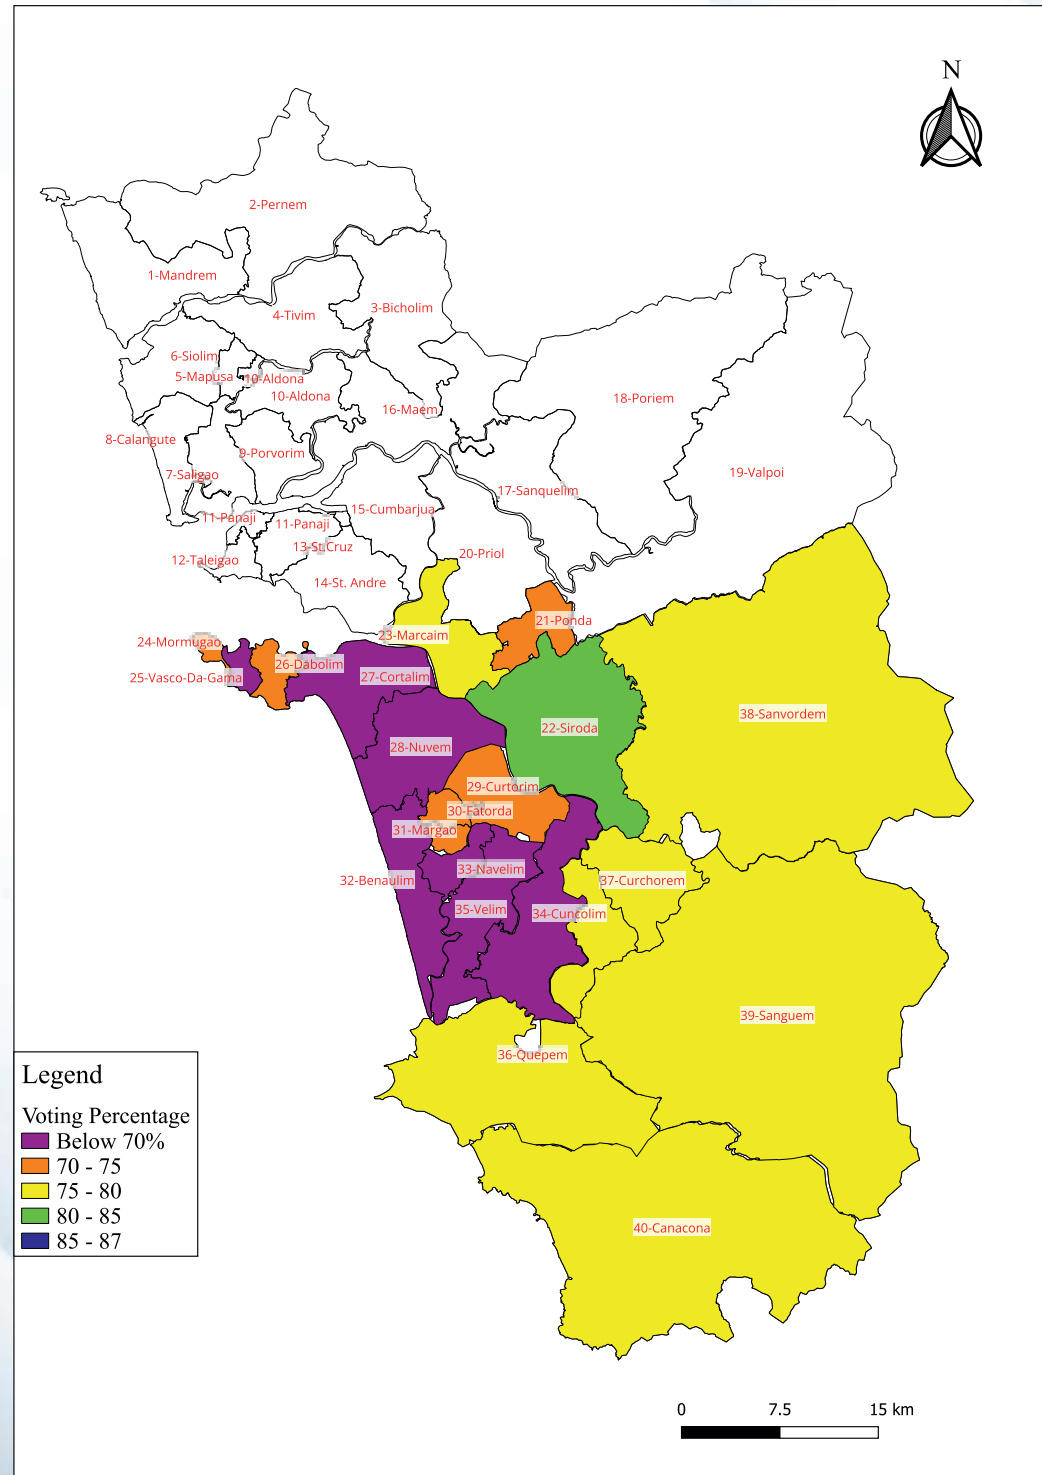 N
2-Pernem
1-Mandrem
3-Bicholim
4-Tivim
6-Siolim
5-Mapusa
10-Aldona
10-Aldona
18-Poriem
16-Maem
8-Calangute
9-Porvorim
7-Saligao
19-Valpoi
17-Sanquelim
15-Cumbarjua
11-Panaji
11-Panaji
13-St.Cruz
20-Priol
12-Taleigao
14-St. Andre
21-Ponda
23-Marcaim
24-Mormugao
26-Dabolim
25-Vasco-Da-Gama
27-Cortalim
38-Sanvordem
22-Siroda
28-Nuvem
29-Curtorim
30-Fatorda
31-Margao
33-Navelim
32-Benaulim
37-Curchorem
35-Velim
34-Cuncolim
39-Sanguem
36-Quepem
Legend
Voting Percentage
Below 70%
70 - 75
75 - 80
80 - 85
85 - 87
40-Canacona
0 7.5 15 km